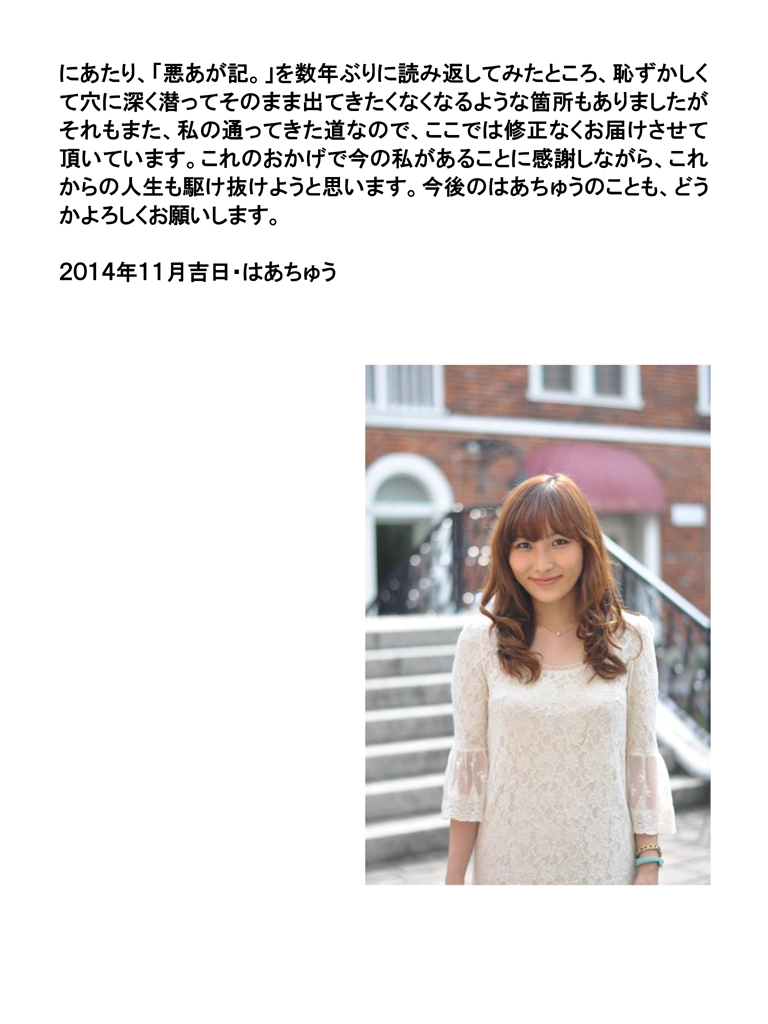 にあたり、「悪あが記。」を数年ぶりに読み返してみたところ、恥ずかしく
て穴に深く潜ってそのまま出てきたくなくなるような箇所もありましたが
それもまた、私の通ってきた道なので、ここでは修正なくお届けさせて
頂いています。これのおかげで今の私があることに感謝しながら、これ
からの人生も駆け抜けようと思います。今後のはあちゅうのことも、どう
かよろしくお願いします。
2014年11月吉日・はあちゅう